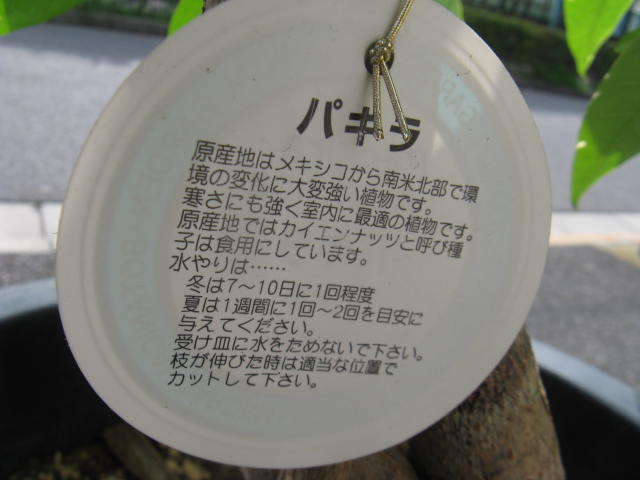 パキラ
原産地はメキシコから南米北部で環
境の変化に大変強い植物です。
寒さにも強く室内に最適の植物です。
原産地ではカイエンナッツと呼び種
子は食用にしています。
水やりは……
冬は7〜10日に1回程度
夏は1週間に1回〜2回を目安に
与えてください。
受け皿に水をためないで下さい。
枝が伸びた時は適当な位置で
カットして下さい。